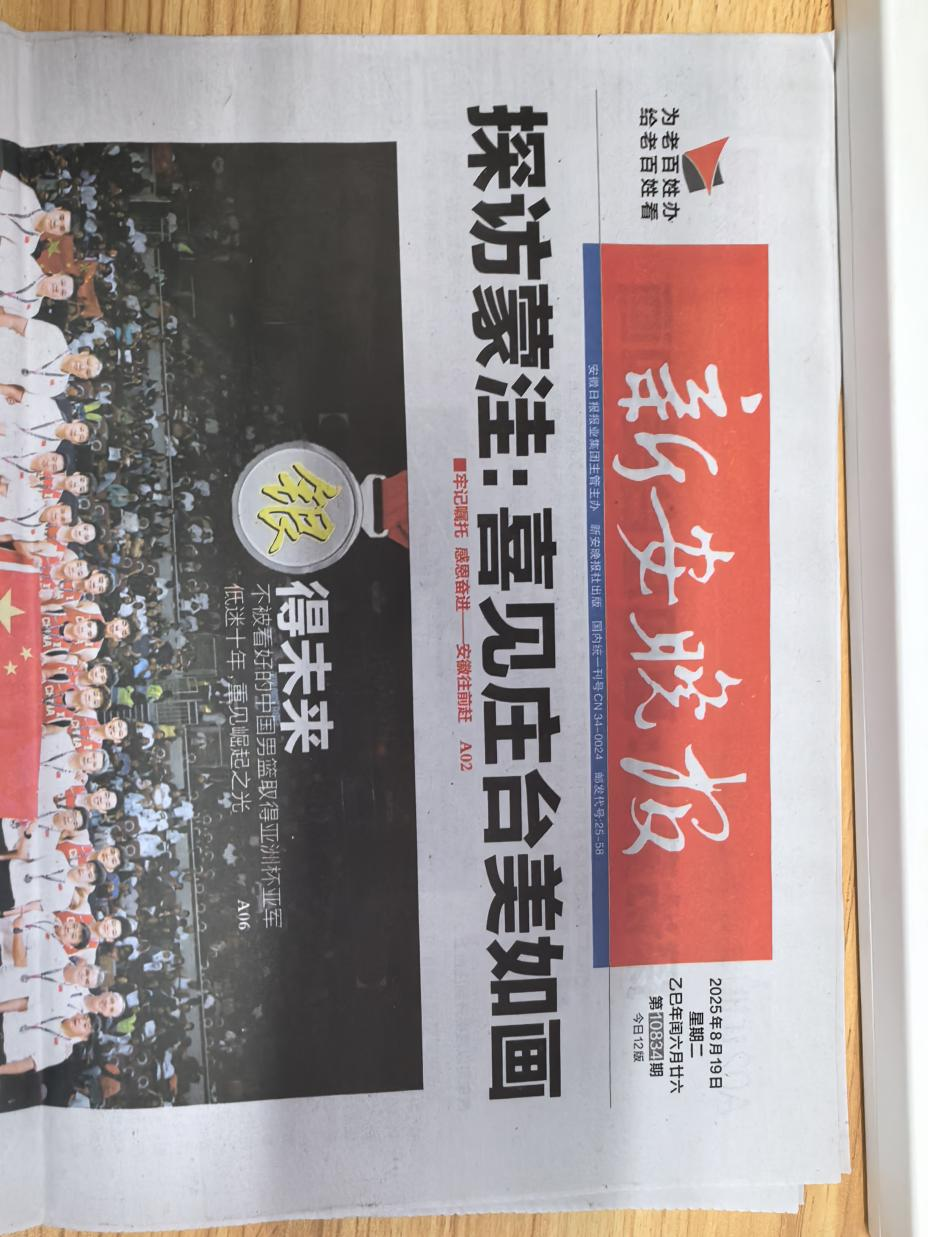 为老百姓办
给老百姓看
新安晚报
安徽日报报业集团主管主办 新安晚报社出版 国内统一刊号:CN 34-0024 邮发代号:25-58
2025年8月19日
星期二
乙巳年闰六月廿六
第10834期
今日12版
探访蒙洼：喜见庄台美如画
■牢记嘱托 感恩奋进——安徽往前赶 A02
银
得未来
不被看好的中国男篮取得亚洲杯亚军
低迷十年，重见崛起之光 A06
CHINA
CHINA